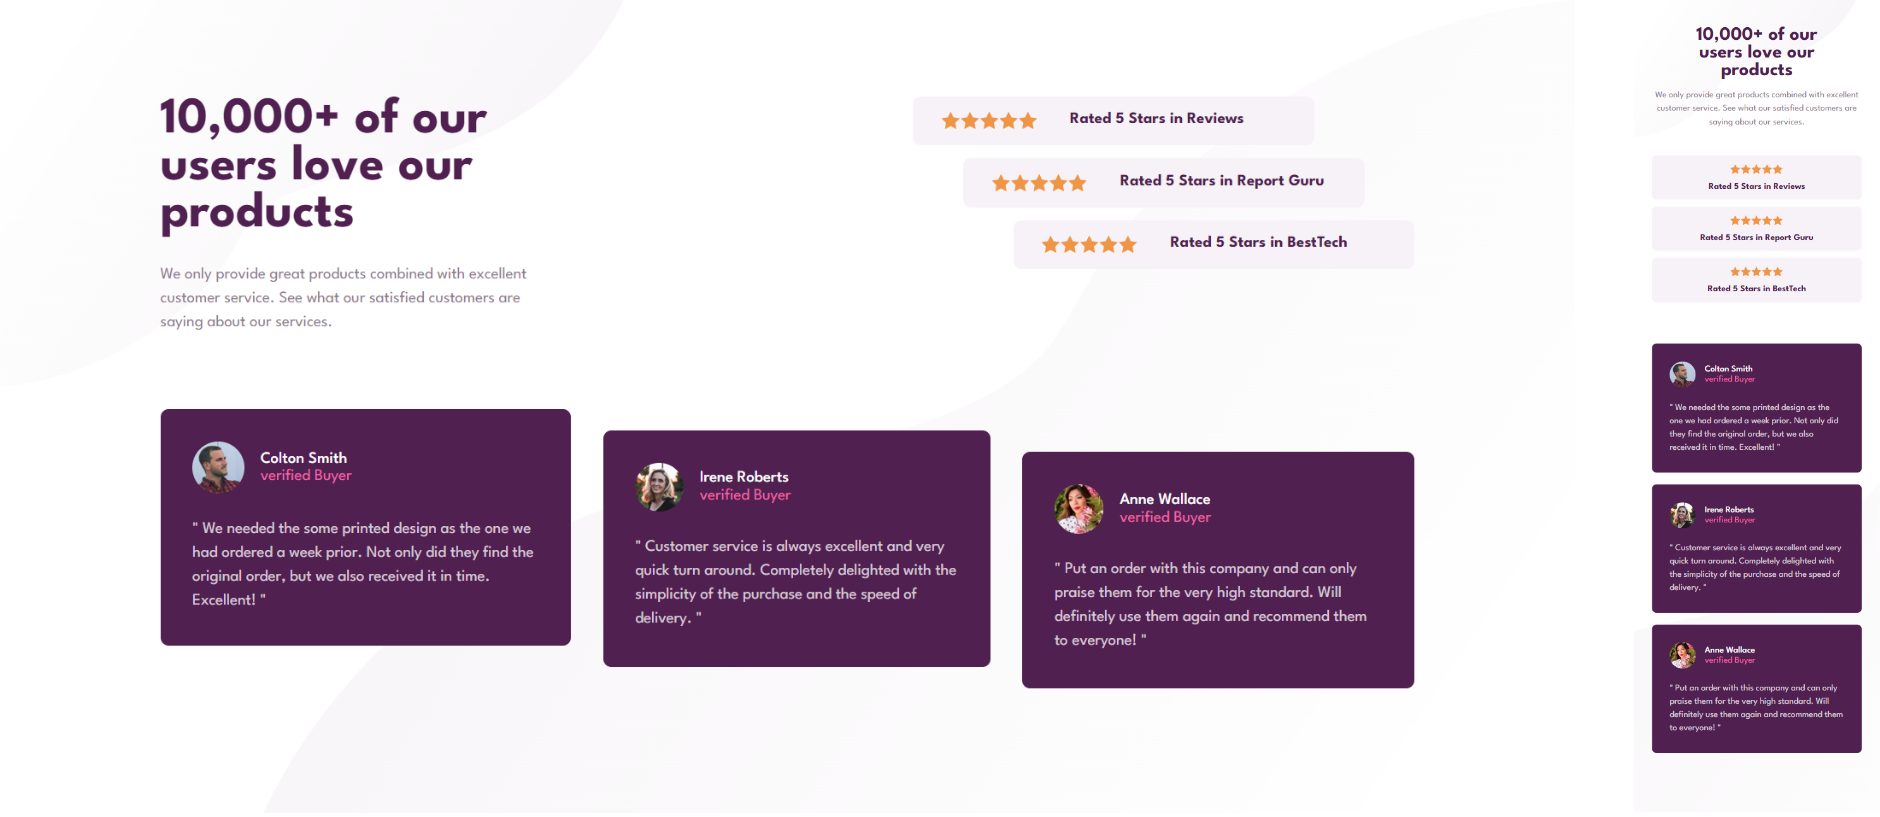 10,000+ of our
users love our
products
We only provide great products combined with excellent
customer service. See what our satisfied customers are
saying about our services.
Rated 5 Stars in Reviews
Rated 5 Stars in Report Guru
Rated 5 Stars in BestTech
Colton Smith
verified Buyer
" We needed the some printed design as the one we
had ordered a week prior. Not only did they find the
original order, but we also received it in time.
Excellent! "
Irene Roberts
verified Buyer
" Customer service is always excellent and very
quick turn around. Completely delighted with the
simplicity of the purchase and the speed of
delivery. "
Anne Wallace
verified Buyer
" Put an order with this company and can only
praise them for the very high standard. Will
definitely use them again and recommend them
to everyone! "
10,000+ of our
users love our
products
We only provide great products combined with excellent
customer service. See what our satisfied customers are
saying about our services.
Rated 5 Stars in Reviews
Rated 5 Stars in Report Guru
Rated 5 Stars in BestTech
Colton Smith
verified Buyer
" We needed the some printed design as the
one we had ordered a week prior. Not only did
they find the original order, but we also
received it in time. Excellent! "
Irene Roberts
verified Buyer
" Customer service is always excellent and very
quick turn around. Completely delighted with
the simplicity of the purchase and the speed of
delivery. "
Anne Wallace
verified Buyer
" Put an order with this company and can only
praise them for the very high standard. Will
definitely use them again and recommend them
to everyone! "